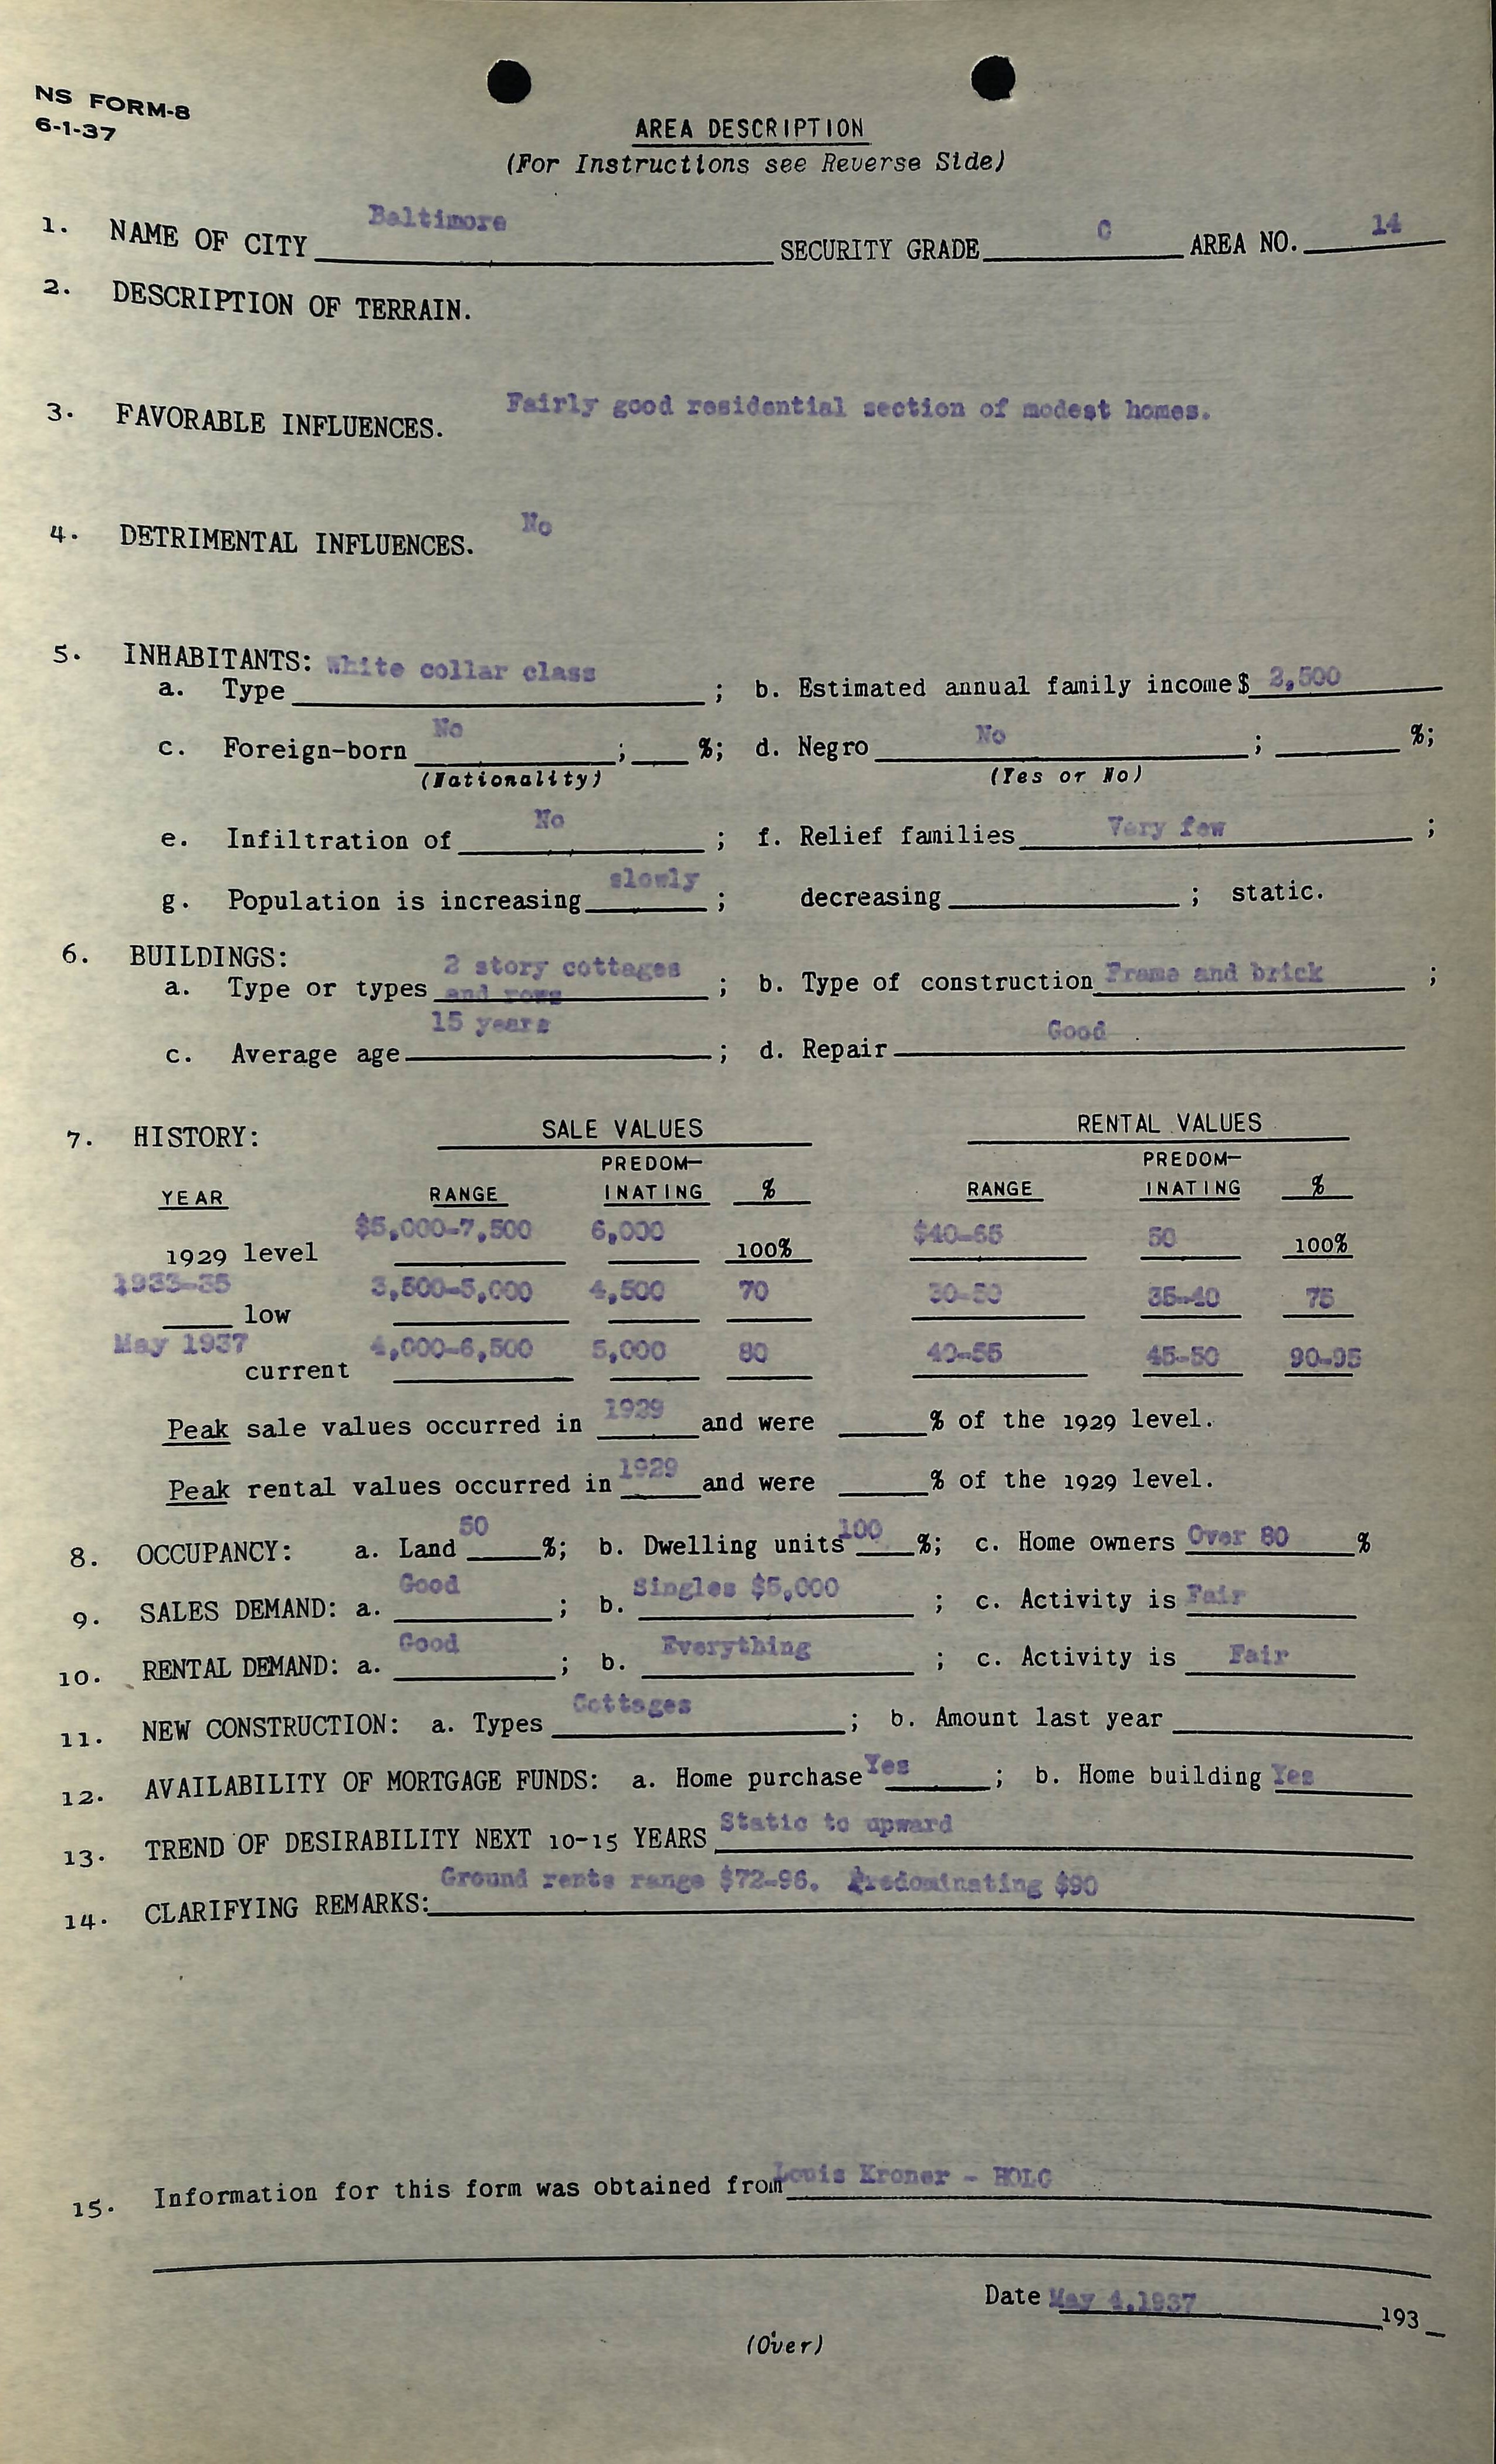 NS FORM-8
6-1-37
AREA DESCRIPTION
(For Instructions see Reverse Side)
1. NAME OF CITY Baltimore SECURITY GRADE C AREA NO. 14
2. DESCRIPTION OF TERRAIN.
3. FAVORABLE INFLUENCES. Fairly good residential section of modest homes.
4. DETRIMENTAL INFLUENCES. No
5. INHABITANTS:
a. Type White collar class ; b. Estimated annual family income $ 2,500
c. Foreign-born No ; %; d. Negro No ; %;
(Nationality) (Yes or No)
e. Infiltration of No ; f. Relief families Very few ;
g. Population is increasing slowly ; decreasing ; static.
6. BUILDINGS:
a. Type or types 2 story cottages and rows ; b. Type of construction Frame and brick ;
c. Average age 15 years ; d. Repair Good
7. HISTORY: SALE VALUES RENTAL VALUES
PREDOM- PREDOM-
YEAR RANGE INATING % RANGE INATING %
1929 level $5,000-7,500 6,000 100% $40-65 50 100%
1933-35 low 3,500-5,000 4,500 70 30-50 35-40 75
May 1937 current 4,000-6,500 5,000 80 40-55 45-50 90-95
Peak sale values occurred in 1929 and were % of the 1929 level.
Peak rental values occurred in 1929 and were % of the 1929 level.
8. OCCUPANCY: a. Land 50 %; b. Dwelling units 100 %; c. Home owners Over 80 %
9. SALES DEMAND: a. Good ; b. Singles $5,000 ; c. Activity is Fair
10. RENTAL DEMAND: a. Good ; b. Everything ; c. Activity is Fair
11. NEW CONSTRUCTION: a. Types Cottages ; b. Amount last year
12. AVAILABILITY OF MORTGAGE FUNDS: a. Home purchase Yes ; b. Home building Yes
13. TREND OF DESIRABILITY NEXT 10-15 YEARS Static to upward
14. CLARIFYING REMARKS: Ground rents range $72-96. Predominating $90
15. Information for this form was obtained from Louis Kroner - HOLC
Date May 4,1937 193_
(Over)